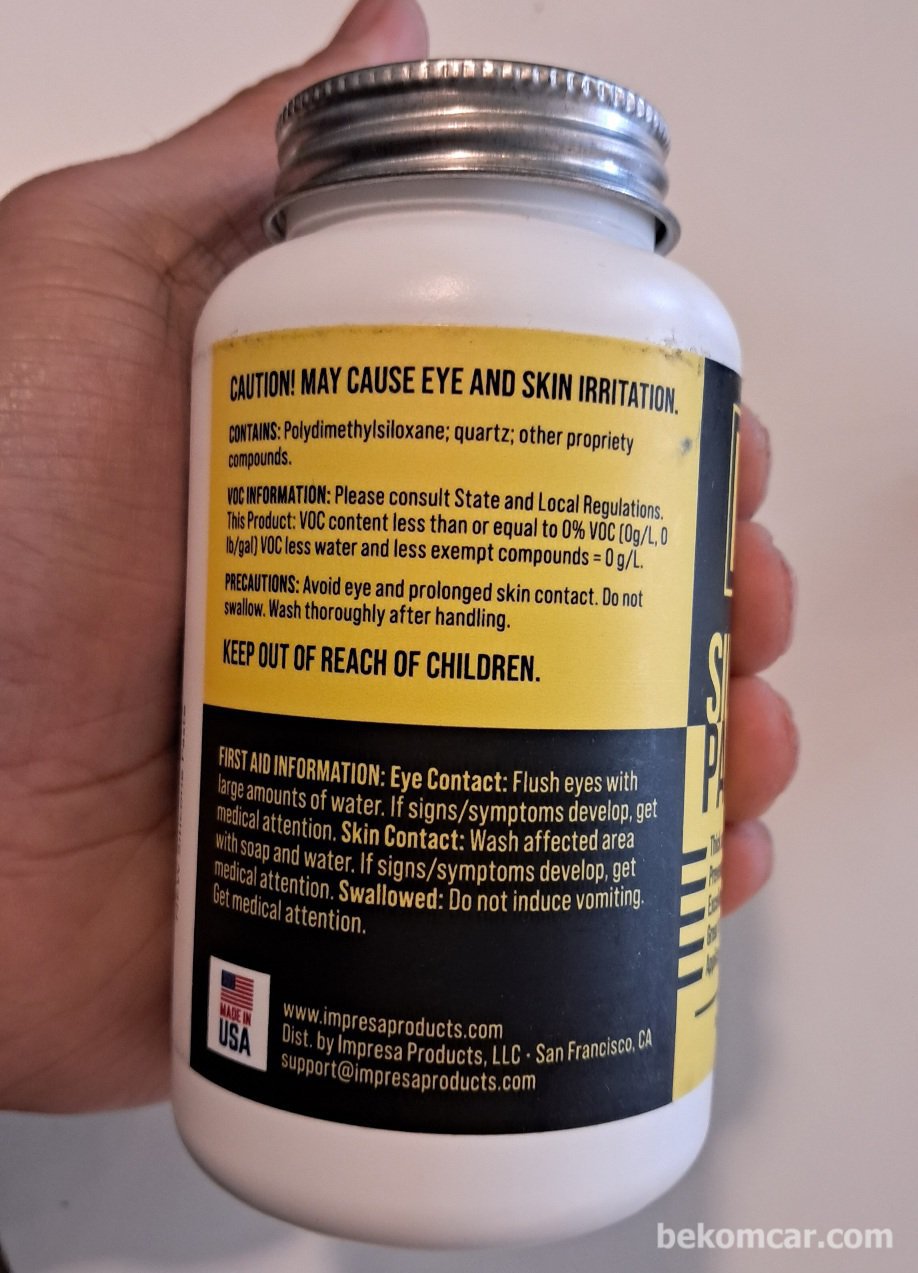 CAUTION! MAY CAUSE EYE AND SKIN IRRITATION.
CONTAINS: Polydimethylsiloxane; quartz; other propriety
compounds.
VOC INFORMATION: Please consult State and Local Regulations.
This Product: VOC content less than or equal to 0% VOC (0g/L, 0
lb/gal) VOC less water and less exempt compounds = 0 g/L.
PRECAUTIONS: Avoid eye and prolonged skin contact. Do not
swallow. Wash thoroughly after handling.
KEEP OUT OF REACH OF CHILDREN.
FIRST AID INFORMATION: Eye Contact: Flush eyes with
large amounts of water. If signs/symptoms develop, get
medical attention. Skin Contact: Wash affected area
with soap and water. If signs/symptoms develop, get
medical attention. Swallowed: Do not induce vomiting.
Get medical attention.
MADE IN
USA
www.impresaproducts.com
Dist. by Impresa Products, LLC · San Francisco, CA
support@impresaproducts.com
bekomcar.com